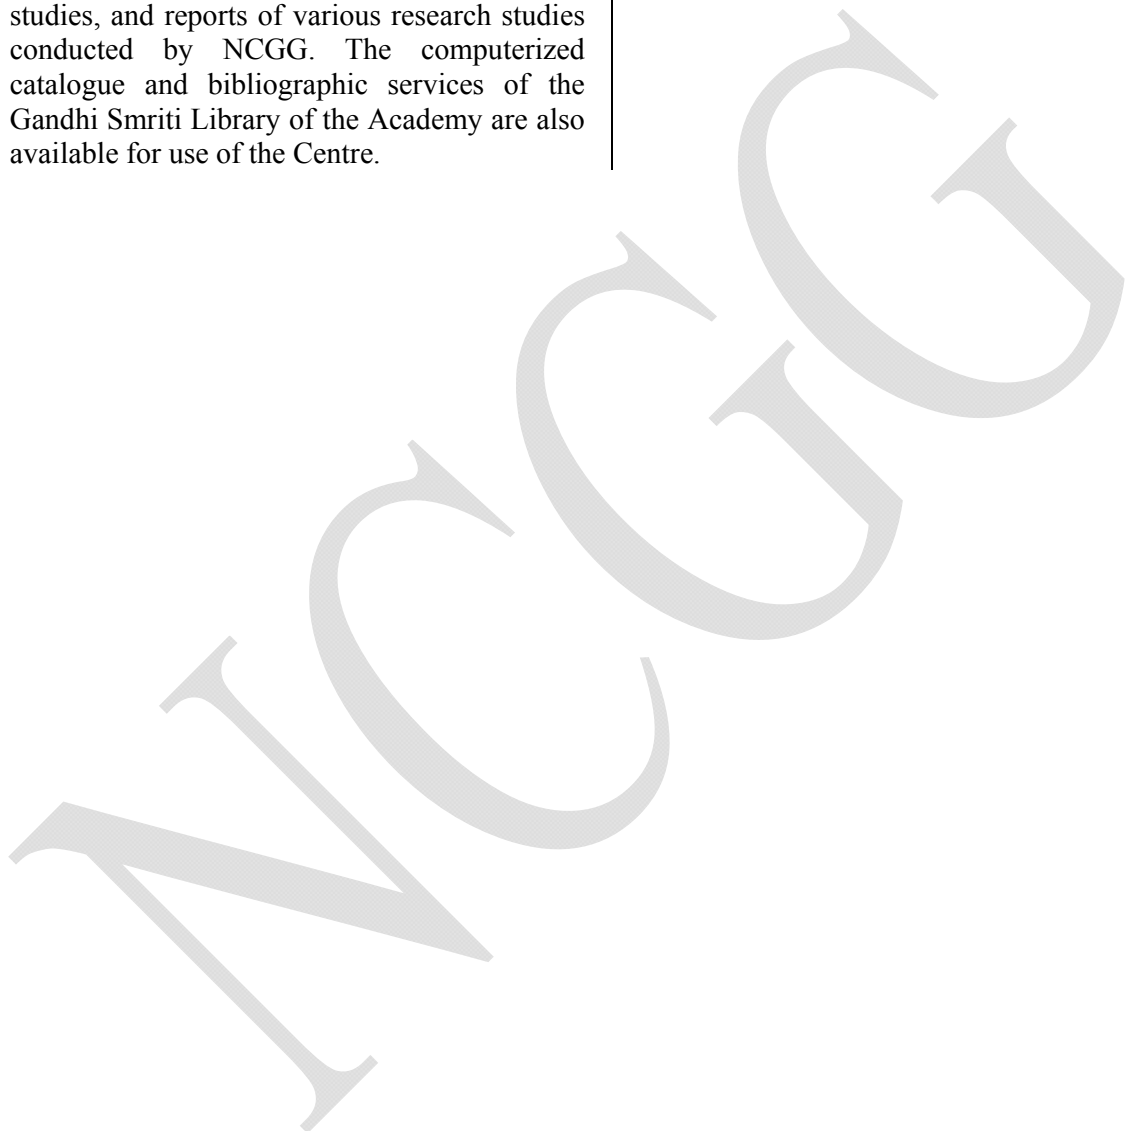 studies, and reports of various research studies
conducted by NCGG. The computerized
catalogue and bibliographic services of the
Gandhi Smriti Library of the Academy are also
available for use of the Centre.
NCGG